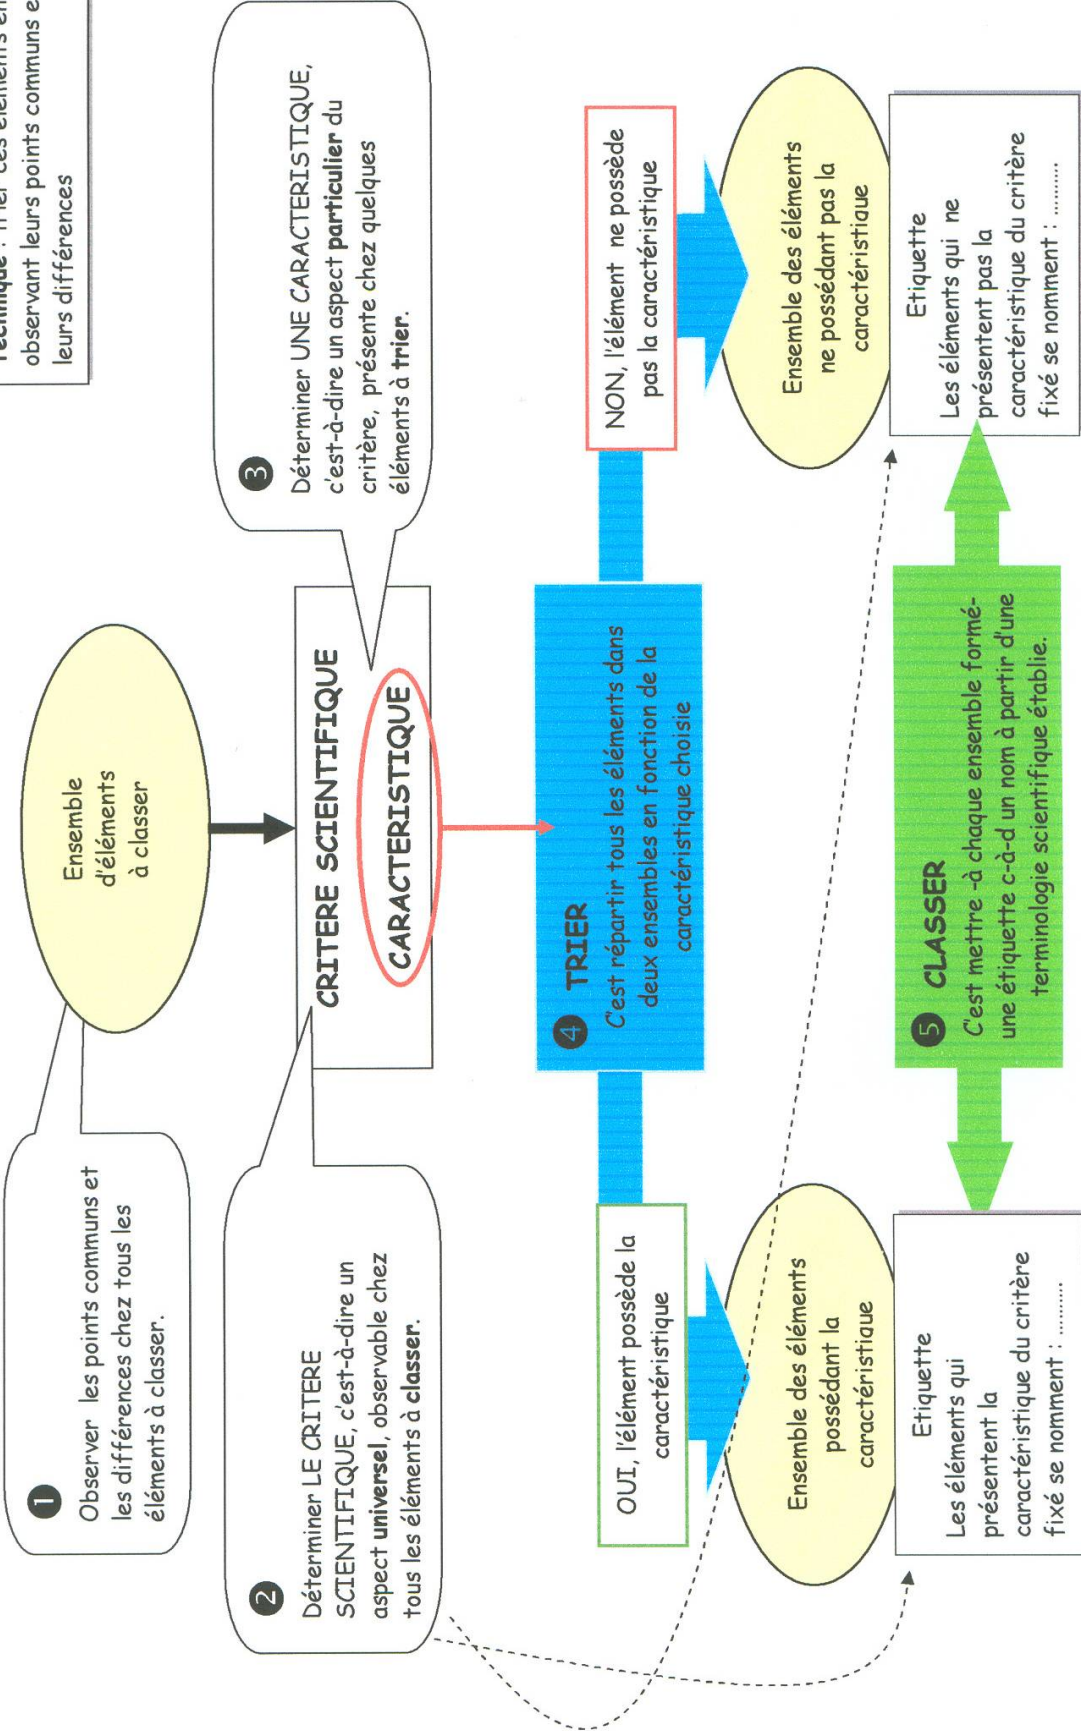 Technique : Trier ces éléments en
observant leurs points communs e
leurs différences
Ensemble
d'éléments
à classer
1
Observer les points communs et
les différences chez tous les
éléments à classer.
CRITERE SCIENTIFIQUE
CARACTERISTIQUE
2
Déterminer LE CRITERE
SCIENTIFIQUE, c'est-à-dire un
aspect universel, observable chez
tous les éléments à classer.
3
Déterminer UNE CARACTERISTIQUE,
c'est-à-dire un aspect particulier du
critère, présente chez quelques
éléments à trier.
4 TRIER
C'est répartir tous les éléments dans
deux ensembles en fonction de la
caractéristique choisie
OUI, l'élément possède la
caractéristique
NON, l'élément ne possède
pas la caractéristique
Ensemble des éléments
possédant la
caractéristique
Ensemble des éléments
ne possédant pas la
caractéristique
5 CLASSER
C'est mettre -à chaque ensemble formé-
une étiquette c-à-d un nom à partir d'une
terminologie scientifique établie.
Etiquette
Les éléments qui
présentent la
caractéristique du critère
fixé se nomment : ..........
Etiquette
Les éléments qui ne
présentent pas la
caractéristique du critère
fixé se nomment : ..........